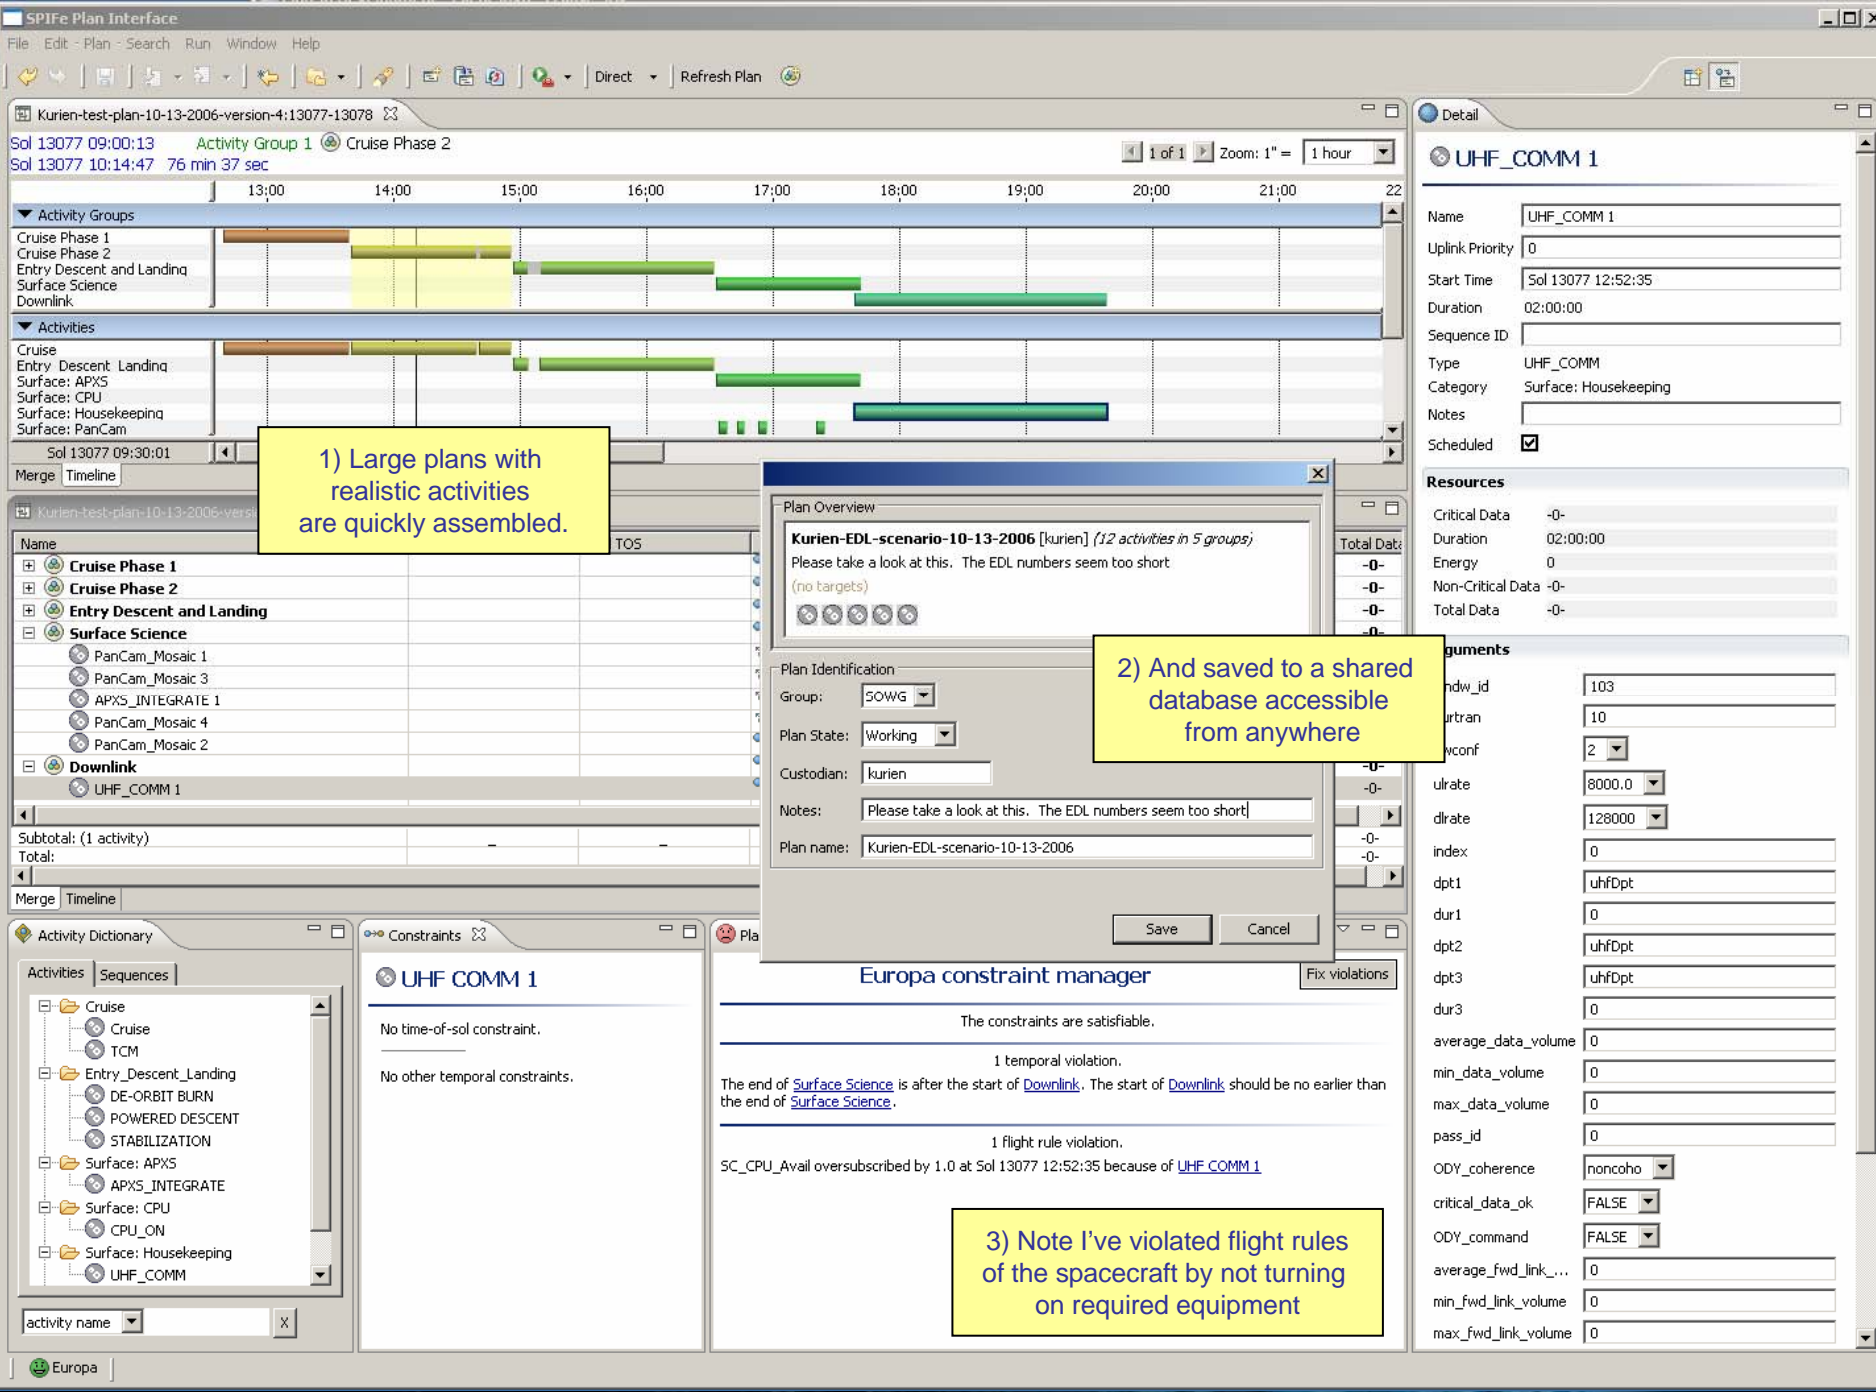 SPIFe Plan Interface
File Edit Plan Search Run Window Help
Direct Refresh Plan
Kurien-test-plan-10-13-2006-version-4:13077-13078
Sol 13077 09:00:13 Activity Group 1 Cruise Phase 2
Sol 13077 10:14:47 76 min 37 sec
1 of 1 Zoom: 1" = 1 hour
13:00 14:00 15:00 16:00 17:00 18:00 19:00 20:00 21:00 22
Activity Groups
Cruise Phase 1
Cruise Phase 2
Entry Descent and Landing
Surface Science
Downlink
Activities
Cruise
Entry Descent Landing
Surface: APXS
Surface: CPU
Surface: Housekeeping
Surface: PanCam
Sol 13077 09:30:01
Merge Timeline
1) Large plans with
realistic activities
are quickly assembled.
Kurien-test-plan-10-13-2006-versi
Name TOS Total Data
Cruise Phase 1 -0-
Cruise Phase 2 -0-
Entry Descent and Landing -0-
Surface Science -0-
PanCam_Mosaic 1
PanCam_Mosaic 3
APXS_INTEGRATE 1
PanCam_Mosaic 4
PanCam_Mosaic 2
Downlink -0-
UHF_COMM 1 -0-
Subtotal: (1 activity) - - -0-
Total: -0-
Merge Timeline
Plan Overview
Kurien-EDL-scenario-10-13-2006 [kurien] (12 activities in 5 groups)
Please take a look at this. The EDL numbers seem too short
(no targets)
Plan Identification
Group: SOWG
Plan State: Working
Custodian: kurien
Notes: Please take a look at this. The EDL numbers seem too short
Plan name: Kurien-EDL-scenario-10-13-2006
Save Cancel
2) And saved to a shared
database accessible
from anywhere
Activity Dictionary
Activities Sequences
Cruise
Cruise
TCM
Entry_Descent_Landing
DE-ORBIT BURN
POWERED DESCENT
STABILIZATION
Surface: APXS
APXS_INTEGRATE
Surface: CPU
CPU_ON
Surface: Housekeeping
UHF_COMM
activity name X
Europa
Constraints
UHF COMM 1
No time-of-sol constraint.
No other temporal constraints.
Pla
Europa constraint manager Fix violations
The constraints are satisfiable.
1 temporal violation.
The end of Surface Science is after the start of Downlink. The start of Downlink should be no earlier than
the end of Surface Science.
1 flight rule violation.
SC_CPU_Avail oversubscribed by 1.0 at Sol 13077 12:52:35 because of UHF COMM 1
3) Note I've violated flight rules
of the spacecraft by not turning
on required equipment
Detail
UHF_COMM 1
Name UHF_COMM 1
Uplink Priority 0
Start Time Sol 13077 12:52:35
Duration 02:00:00
Sequence ID
Type UHF_COMM
Category Surface: Housekeeping
Notes
Scheduled
Resources
Critical Data -0-
Duration 02:00:00
Energy 0
Non-Critical Data -0-
Total Data -0-
guments
ndw_id 103
urtran 10
wconf 2
ulrate 8000.0
dlrate 128000
index 0
dpt1 uhfDpt
dur1 0
dpt2 uhfDpt
dpt3 uhfDpt
dur3 0
average_data_volume 0
min_data_volume 0
max_data_volume 0
pass_id 0
ODY_coherence noncoho
critical_data_ok FALSE
ODY_command FALSE
average_fwd_link_... 0
min_fwd_link_volume 0
max_fwd_link_volume 0